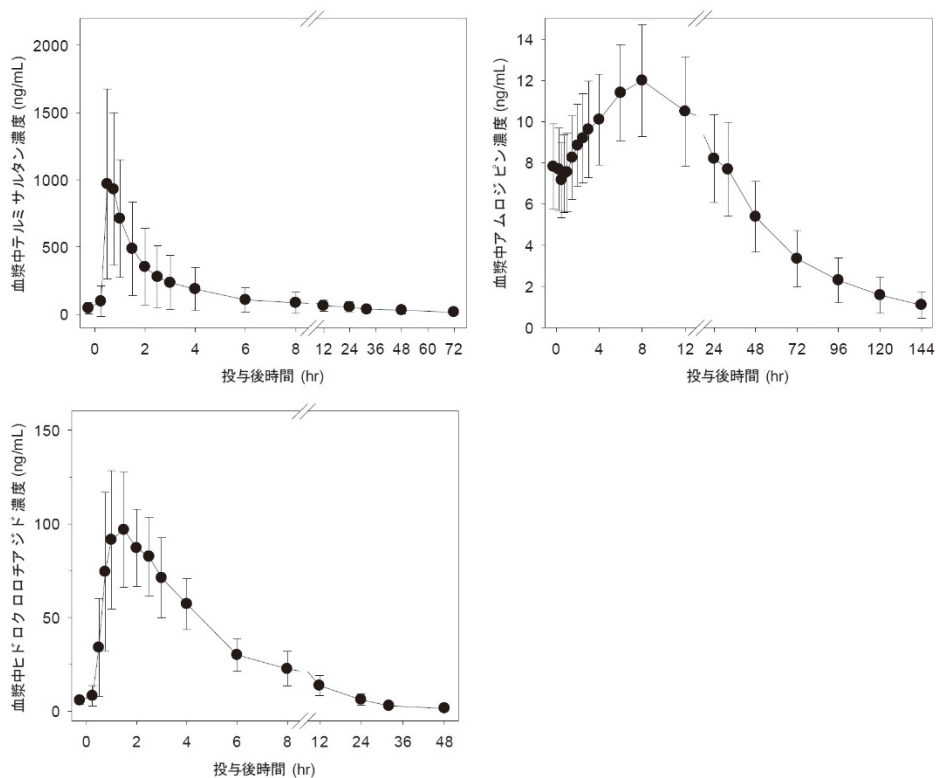 血漿中テルミサルタン濃度 (ng/mL)
2000
1500
1000
500
0
0 2 4 6 8 12 24 36 48 60 72
投与後時間 (hr)
血漿中アムロジピン濃度 (ng/mL)
14
12
10
8
6
4
2
0
0 4 8 12 24 48 72 96 120 144
投与後時間 (hr)
血漿中ヒドロクロロチアジド濃度 (ng/mL)
150
100
50
0
0 2 4 6 8 12 24 36 48
投与後時間 (hr)